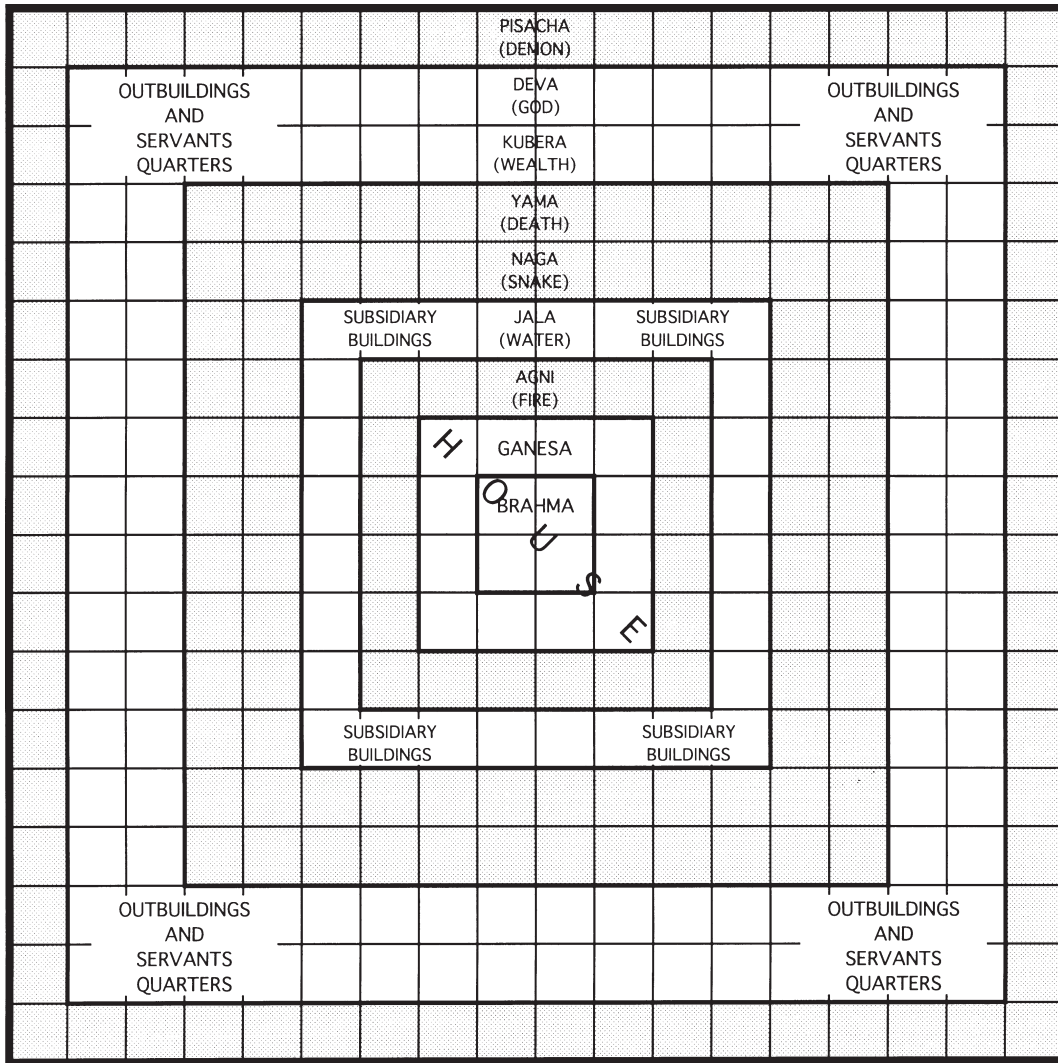 PISACHA
(DEMON)
OUTBUILDINGS
AND
SERVANTS
QUARTERS
DEVA
(GOD)
KUBERA
(WEALTH)
OUTBUILDINGS
AND
SERVANTS
QUARTERS
YAMA
(DEATH)
NAGA
(SNAKE)
SUBSIDIARY
BUILDINGS
JALA
(WATER)
SUBSIDIARY
BUILDINGS
AGNI
(FIRE)
GANESA
BRAHMA
HOUSE
SUBSIDIARY
BUILDINGS
SUBSIDIARY
BUILDINGS
OUTBUILDINGS
AND
SERVANTS
QUARTERS
OUTBUILDINGS
AND
SERVANTS
QUARTERS